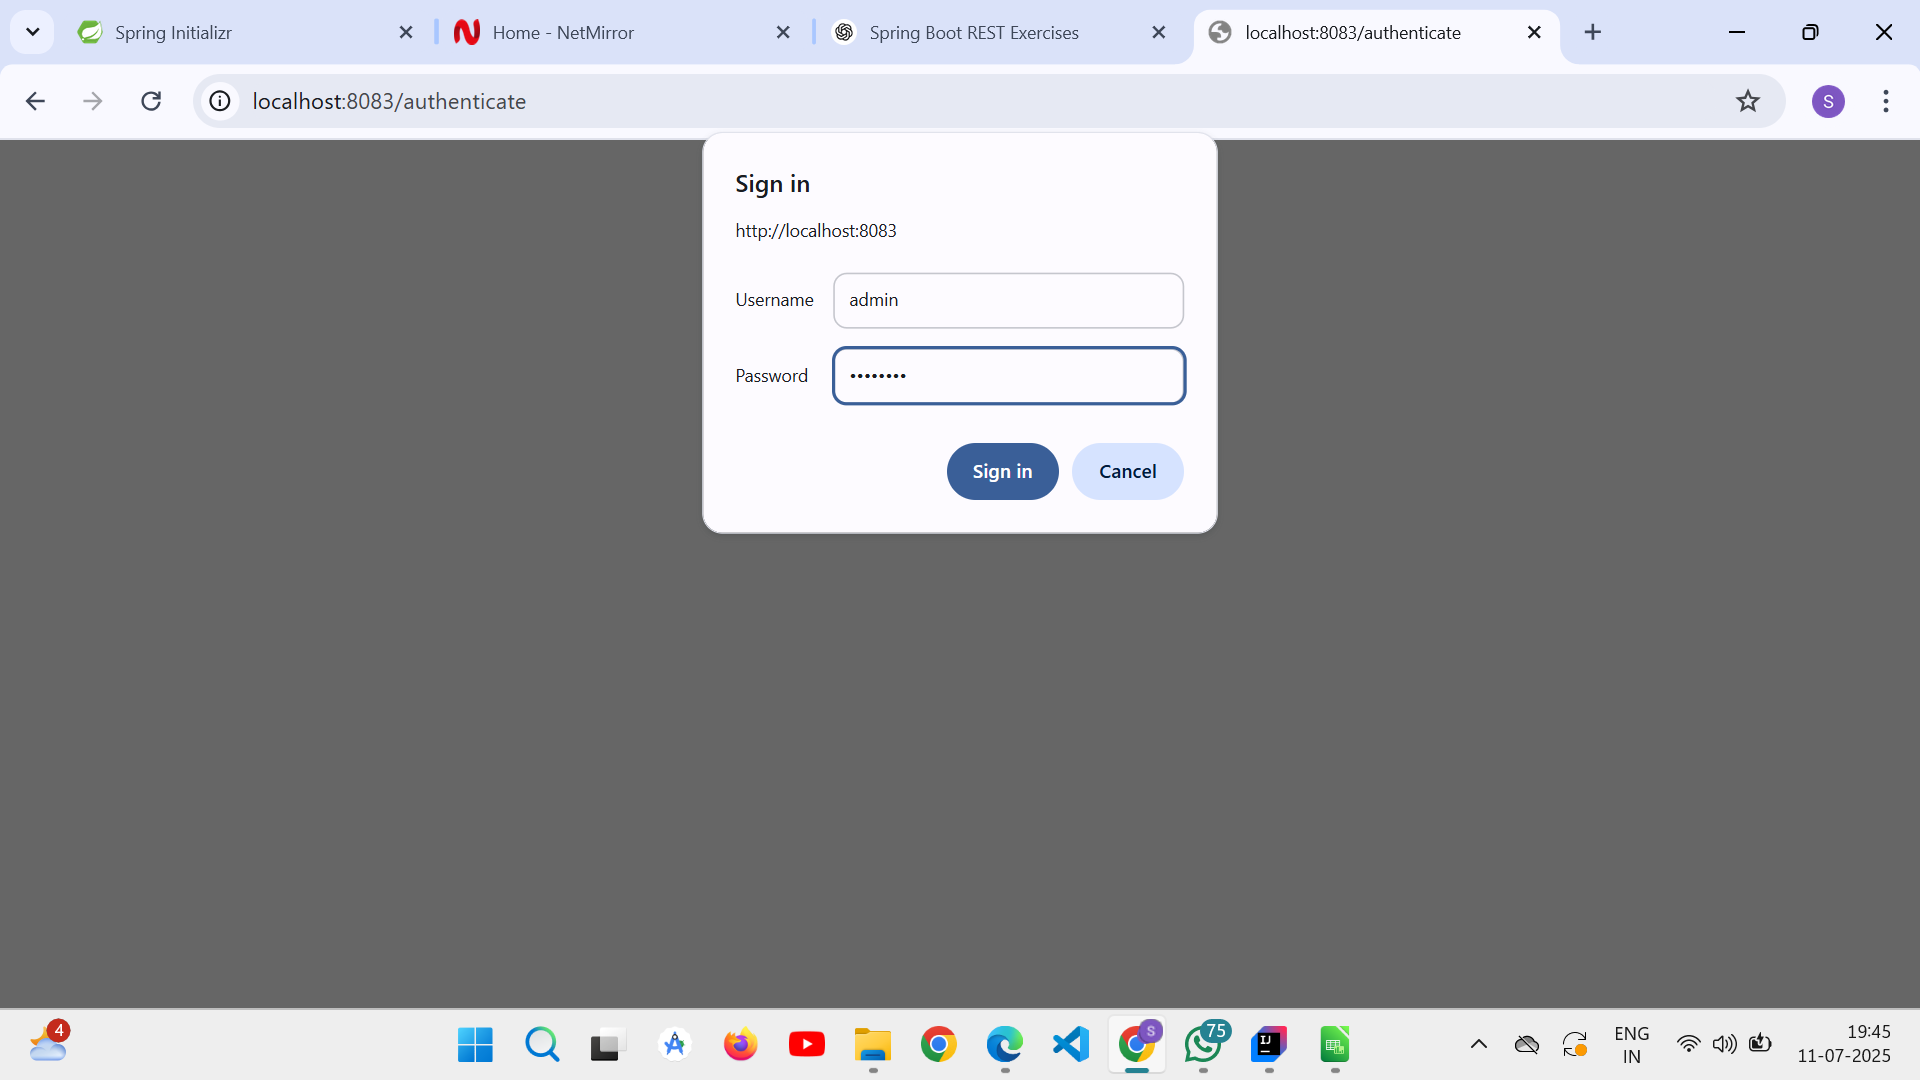 Spring Initializr
Home - NetMirror
Spring Boot REST Exercises
localhost:8083/authenticate
localhost:8083/authenticate
S
Sign in
http://localhost:8083
Username
admin
Password
••••••••
Sign in
Cancel
4
S
75
IJ
ENG
IN
19:45
11-07-2025